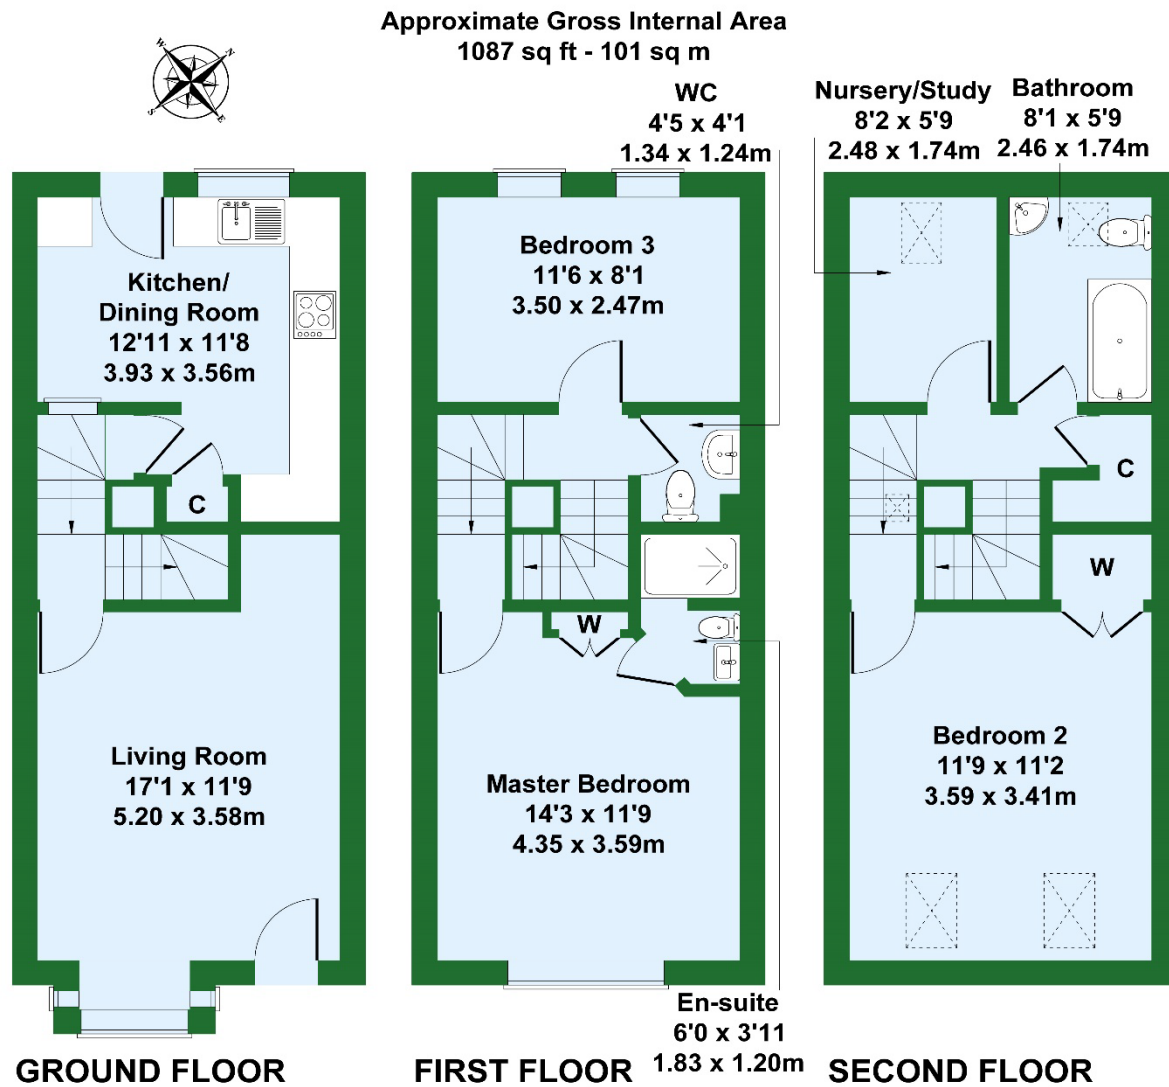 Approximate Gross Internal Area
1087 sq ft - 101 sq m
W
N
S
E
WC
4'5 x 4'1
1.34 x 1.24m
Nursery/Study
8'2 x 5'9
2.48 x 1.74m
Bathroom
8'1 x 5'9
2.46 x 1.74m
Kitchen/
Dining Room
12'11 x 11'8
3.93 x 3.56m
C
Living Room
17'1 x 11'9
5.20 x 3.58m
GROUND FLOOR
Bedroom 3
11'6 x 8'1
3.50 x 2.47m
W
Master Bedroom
14'3 x 11'9
4.35 x 3.59m
En-suite
6'0 x 3'11
1.83 x 1.20m
FIRST FLOOR
C
W
Bedroom 2
11'9 x 11'2
3.59 x 3.41m
SECOND FLOOR